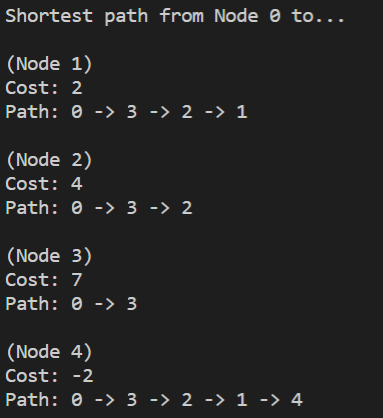 Shortest path from Node 0 to...
(Node 1)
Cost: 2
Path: 0 -> 3 -> 2 -> 1
(Node 2)
Cost: 4
Path: 0 -> 3 -> 2
(Node 3)
Cost: 7
Path: 0 -> 3
(Node 4)
Cost: -2
Path: 0 -> 3 -> 2 -> 1 -> 4